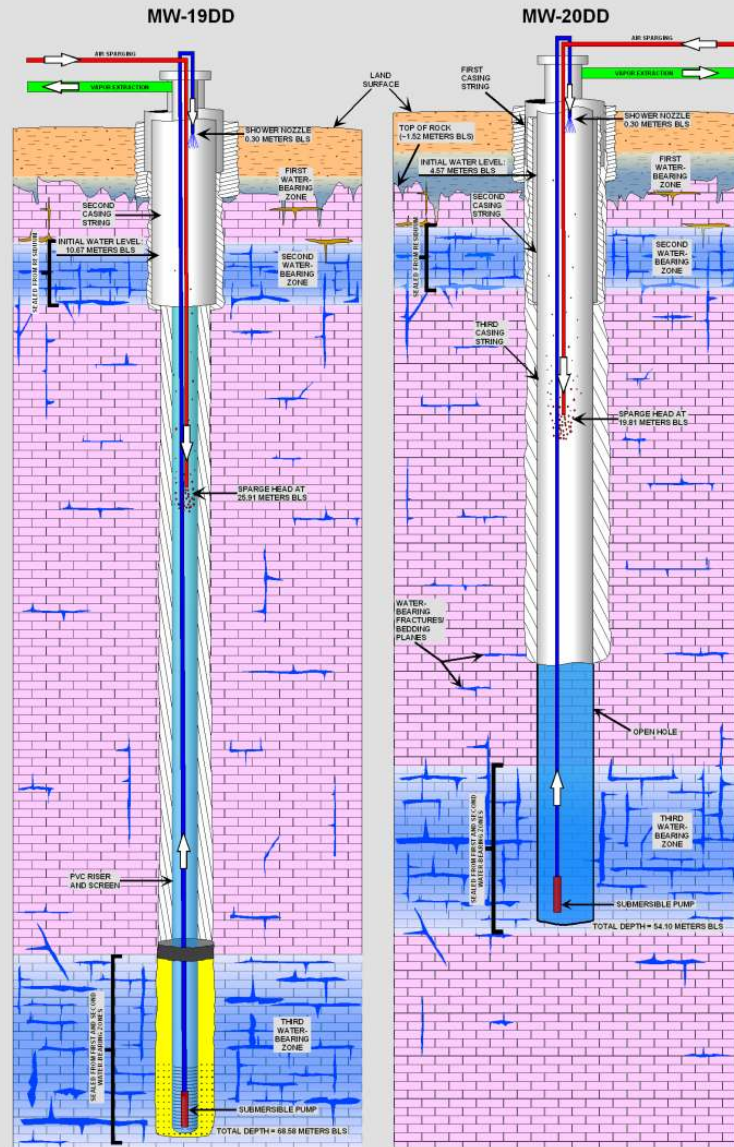 MW-19DD
MW-20DD
AIR SPARGING
VAPOR EXTRACTION
LAND
SURFACE
SHOWER NOZZLE
0.30 METERS BLS
TOP OF ROCK
(~1.52 METERS BLS)
FIRST
WATER-
BEARING
ZONE
SECOND
CASING
STRING
INITIAL WATER LEVEL:
10.67 METERS BLS
SEALED FROM RESIDIUUM
SECOND
WATER-
BEARING
ZONE
SPARGE HEAD AT
25.91 METERS BLS
PVC RISER
AND SCREEN
SEALED FROM FIRST AND SECOND
WATER-BEARING ZONES
THIRD
WATER-
BEARING
ZONE
SUBMERSIBLE PUMP
TOTAL DEPTH = 68.58 METERS BLS
AIR SPARGING
VAPOR EXTRACTION
FIRST
CASING
STRING
SHOWER NOZZLE
0.30 METERS BLS
INITIAL WATER LEVEL:
4.57 METERS BLS
FIRST
WATER-
BEARING
ZONE
SECOND
CASING
STRING
SEALED FROM RESIDIUUM
SECOND
WATER-
BEARING
ZONE
THIRD
CASING
STRING
SPARGE HEAD AT
19.81 METERS BLS
WATER-
BEARING
FRACTURES/
BEDDING
PLANES
OPEN HOLE
SEALED FROM FIRST AND SECOND
WATER-BEARING ZONES
THIRD
WATER-
BEARING
ZONE
SUBMERSIBLE PUMP
TOTAL DEPTH = 54.10 METERS BLS